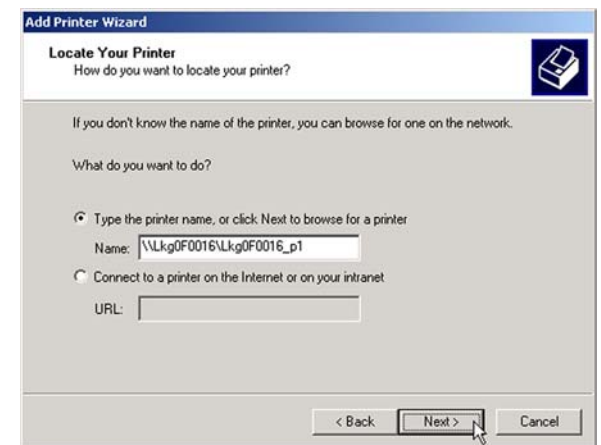 Add Printer Wizard
Locate Your Printer
How do you want to locate your printer?
If you don't know the name of the printer, you can browse for one on the network.
What do you want to do?
Type the printer name, or click Next to browse for a printer
Name: \\Lkg0F0016\Lkg0F0016_p1
Connect to a printer on the Internet or on your intranet
URL:
< Back Next > Cancel